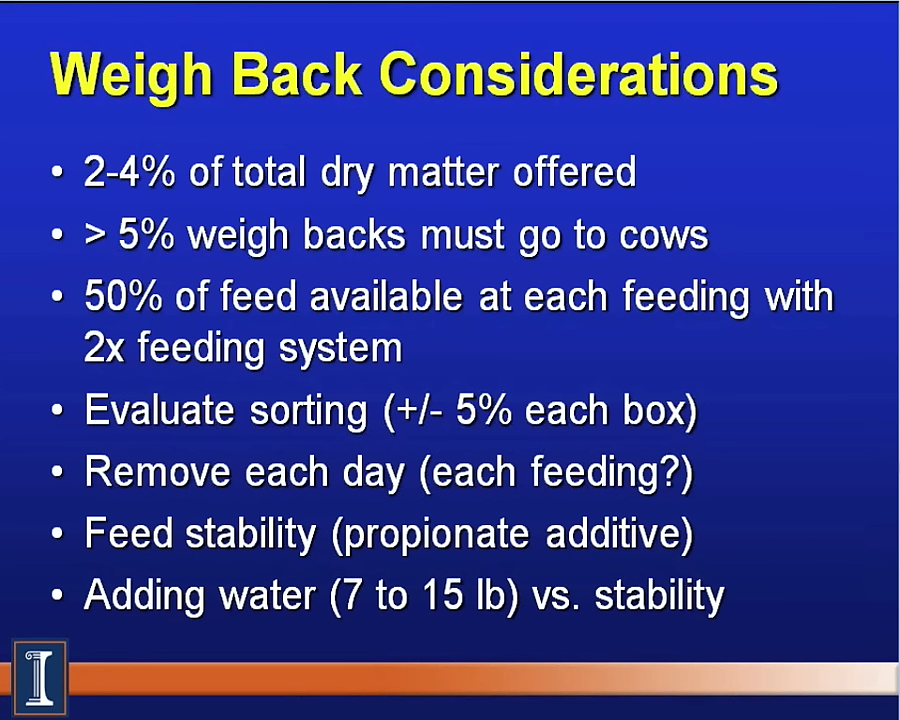 Weigh Back Considerations
• 2-4% of total dry matter offered
• > 5% weigh backs must go to cows
• 50% of feed available at each feeding with
2x feeding system
• Evaluate sorting (+/- 5% each box)
• Remove each day (each feeding?)
• Feed stability (propionate additive)
• Adding water (7 to 15 lb) vs. stability
I